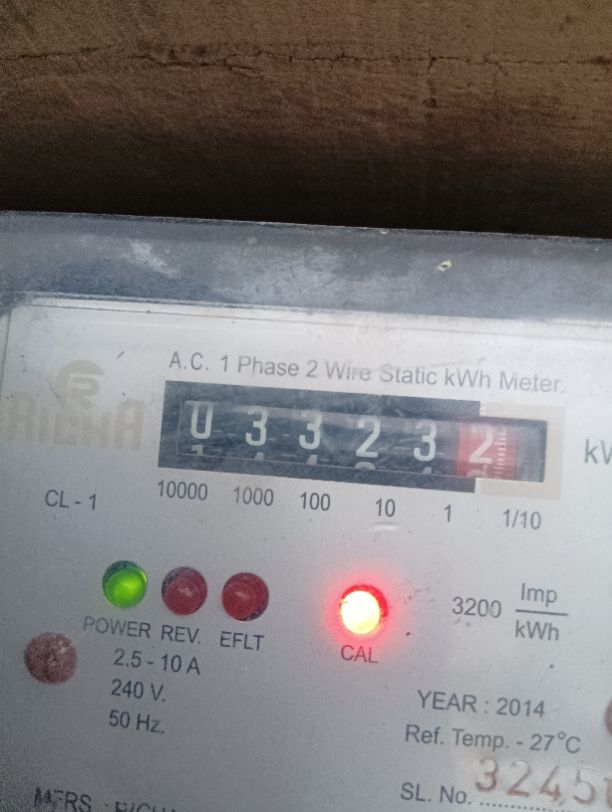 A.C. 1 Phase 2 Wire Static kWh Meter.
RICHA
0 3 3 2 3 2
CL - 1
10000 1000 100 10 1 1/10
3200 Imp
kWh
POWER REV. EFLT
CAL
2.5 - 10 A
240 V.
50 Hz.
YEAR : 2014
Ref. Temp. - 27°C
SL. No.